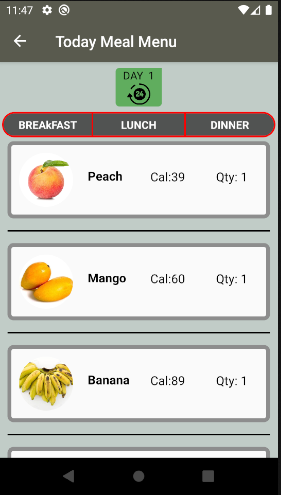 11:47
Today Meal Menu
DAY 1
24
BREAkFAST LUNCH DINNER
Peach Cal:39 Qty: 1
Mango Cal:60 Qty: 1
Banana Cal:89 Qty: 1